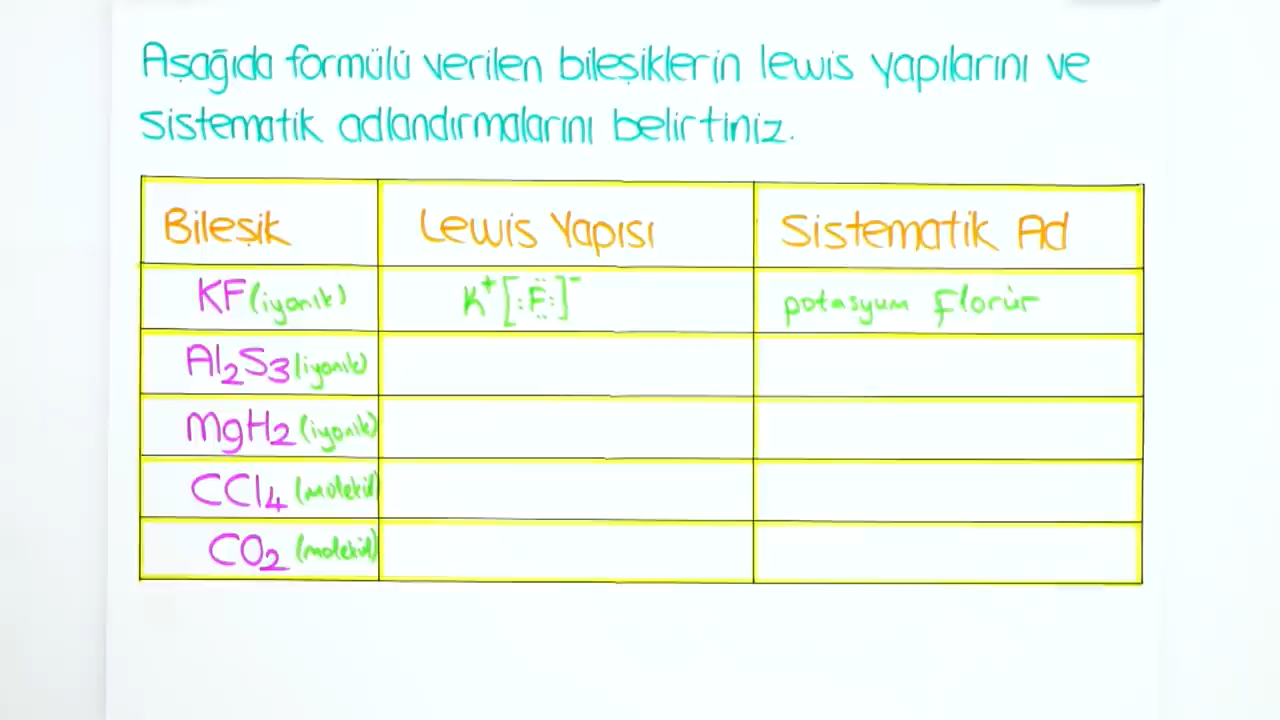 Aşağıda formülü verilen bileşiklerin lewis yapılarını ve
sistematik adlandırmalarını belirtiniz.
Bileşik Lewis Yapısı Sistematik Ad
KF (iyonik) K⁺[:F̈:]⁻ potasyum florür
Al₂S₃ (iyonik)
MgH₂ (iyonik)
CCl₄ (molekül)
CO₂ (molekül)